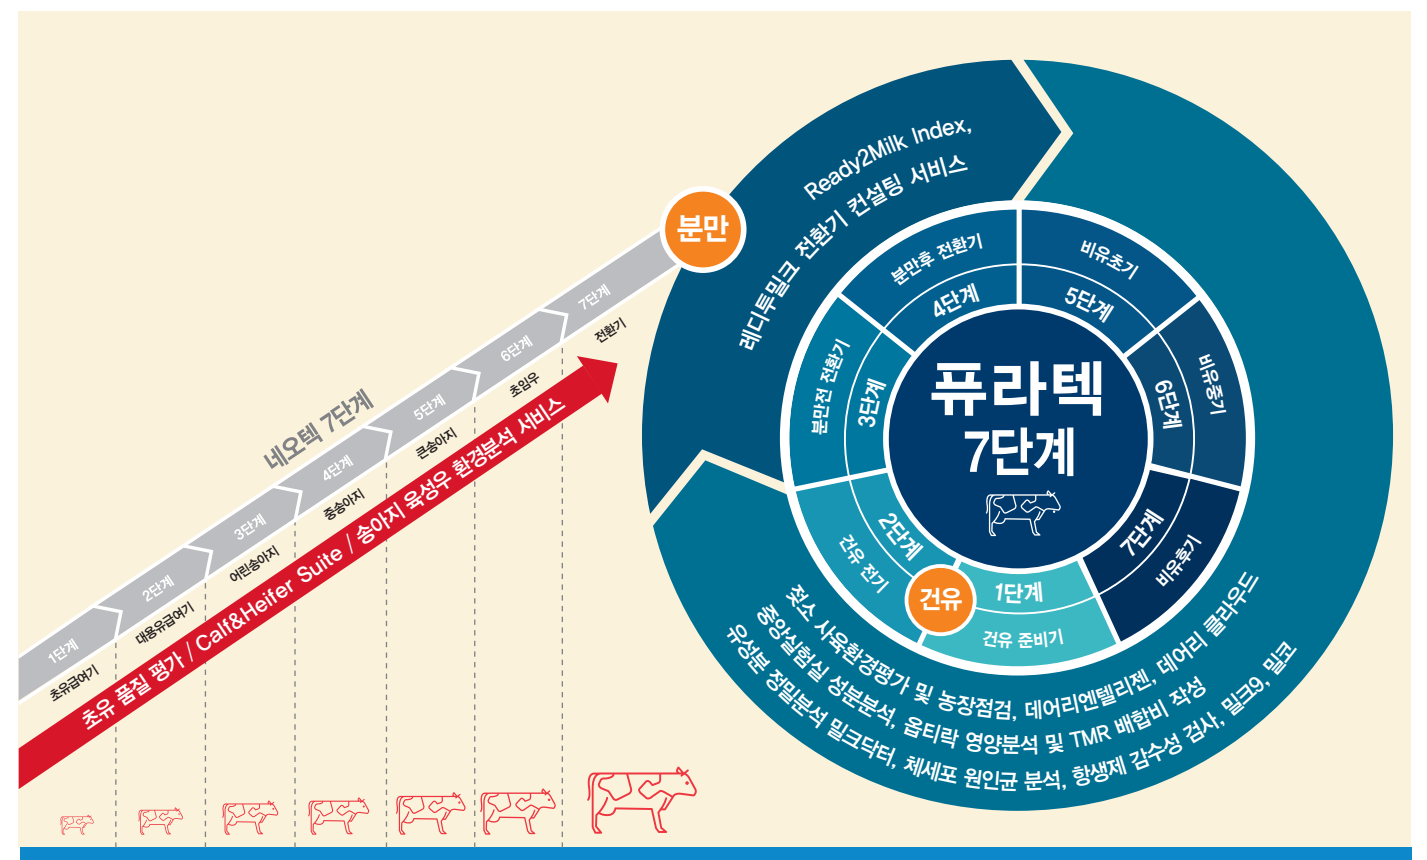 네오텍 7단계
1단계
초유급여기
2단계
대용유급여기
3단계
어린송아지
4단계
중송아지
5단계
큰송아지
6단계
초임우
7단계
전환기
초유 품질 평가 / Calf&Heifer Suite / 송아지 육성우 환경분석 서비스
분만
Ready2Milk Index,
레디투밀크 전환기 컨설팅 서비스
퓨라텍
7단계
건유
1단계
건유 준비기
2단계
건유 전기
3단계
분만전 전환기
4단계
분만후 전환기
5단계
비유초기
6단계
비유중기
7단계
비유후기
젓소 사육환경평가 및 농장점검, 데어리엔텔리젠, 데어리 클라우드
중앙실험실 성분분석, 옵티락 영양분석 및 TMR 배합비 작성
유성분 정밀분석 밀크닥터, 체세포 원인균 분석, 항생제 감수성 검사, 밀크9, 밀코